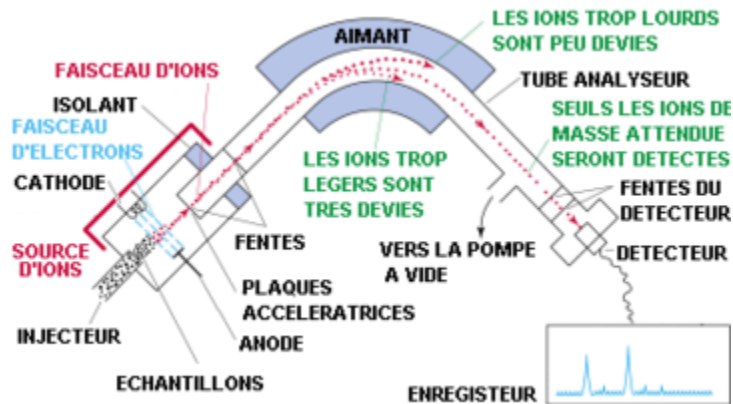 LES IONS TROP LOURDS
SONT PEU DEVIES
AIMANT
FAISCEAU D'IONS
TUBE ANALYSEUR
ISOLANT
SEULS LES IONS DE
MASSE ATTENDUE
SERONT DETECTES
FAISCEAU
D'ELECTRONS
LES IONS TROP
LEGERS SONT
TRES DEVIES
CATHODE
FENTES DU
DETECTEUR
SOURCE
D'IONS
FENTES
VERS LA POMPE
A VIDE
DETECTEUR
PLAQUES
ACCELERATRICES
INJECTEUR
ANODE
ECHANTILLONS
ENREGISTEUR